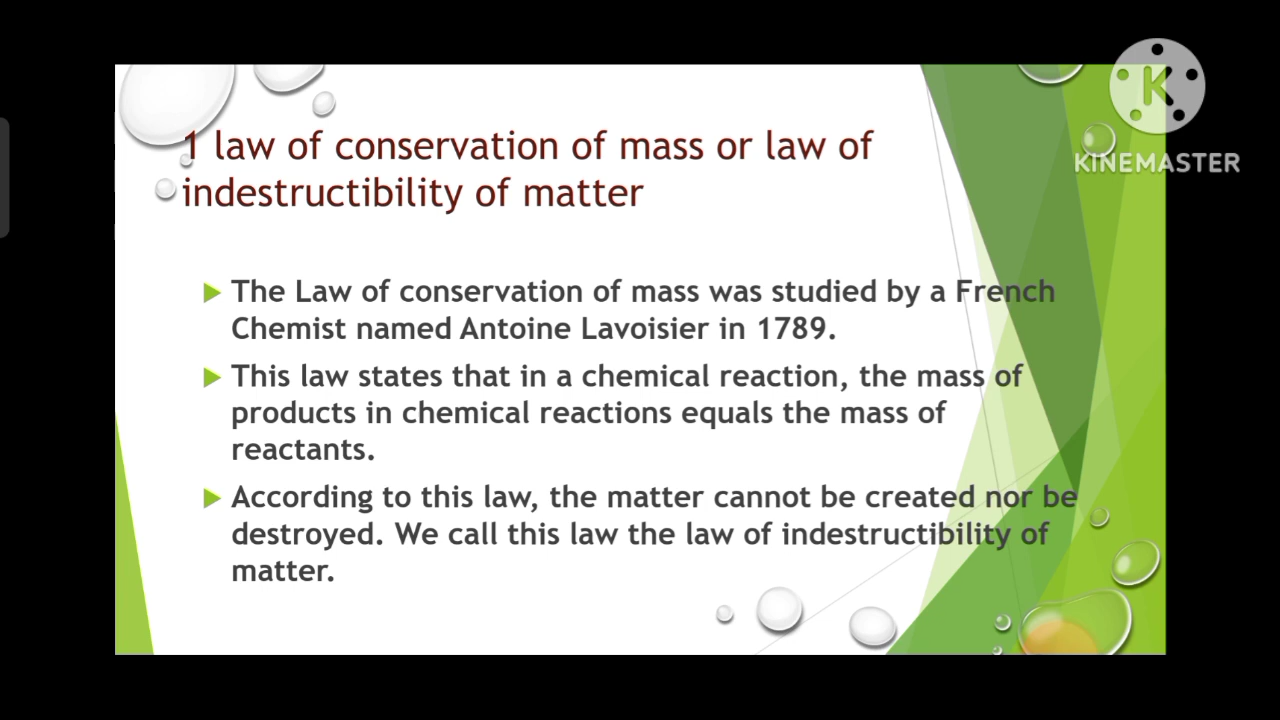 1 law of conservation of mass or law of
indestructibility of matter
The Law of conservation of mass was studied by a French
Chemist named Antoine Lavoisier in 1789.
This law states that in a chemical reaction, the mass of
products in chemical reactions equals the mass of
reactants.
According to this law, the matter cannot be created nor be
destroyed. We call this law the law of indestructibility of
matter.
K
KINEMASTER